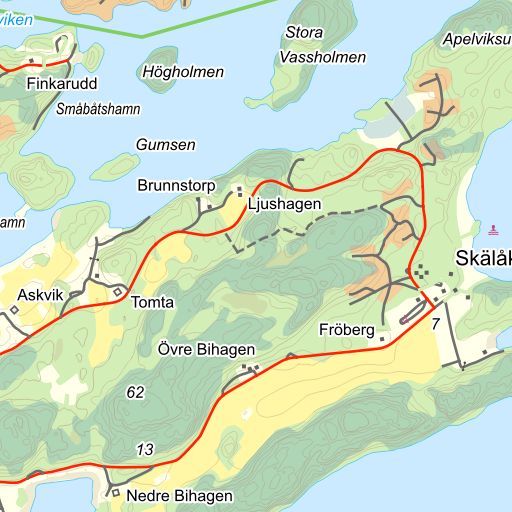 viken
Stora
Vassholmen
Apelviksu
Högholmen
Finkarudd
Småbåtshamn
Gumsen
Brunnstorp
Ljushagen
hamn
Skälåk
Askvik
Tomta
7
Fröberg
Övre Bihagen
62
13
Nedre Bihagen